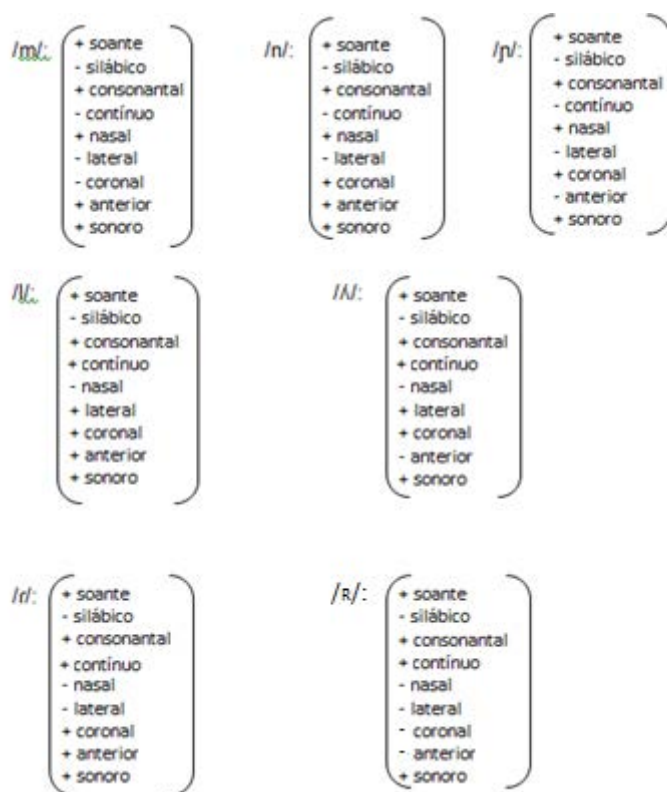 /m/:
+ soante
- silábico
+ consonantal
- contínuo
+ nasal
- lateral
- coronal
+ anterior
+ sonoro
/n/:
+ soante
- silábico
+ consonantal
- contínuo
+ nasal
- lateral
+ coronal
+ anterior
+ sonoro
/ɲ/:
+ soante
- silábico
+ consonantal
- contínuo
+ nasal
- lateral
+ coronal
- anterior
+ sonoro
/l/:
+ soante
- silábico
+ consonantal
+ contínuo
- nasal
+ lateral
+ coronal
+ anterior
+ sonoro
/ʎ/:
+ soante
- silábico
+ consonantal
+ contínuo
- nasal
+ lateral
+ coronal
- anterior
+ sonoro
/ɾ/:
+ soante
- silábico
+ consonantal
+ contínuo
- nasal
- lateral
+ coronal
+ anterior
+ sonoro
/ʀ/:
+ soante
- silábico
+ consonantal
+ contínuo
- nasal
- lateral
- coronal
- anterior
+ sonoro